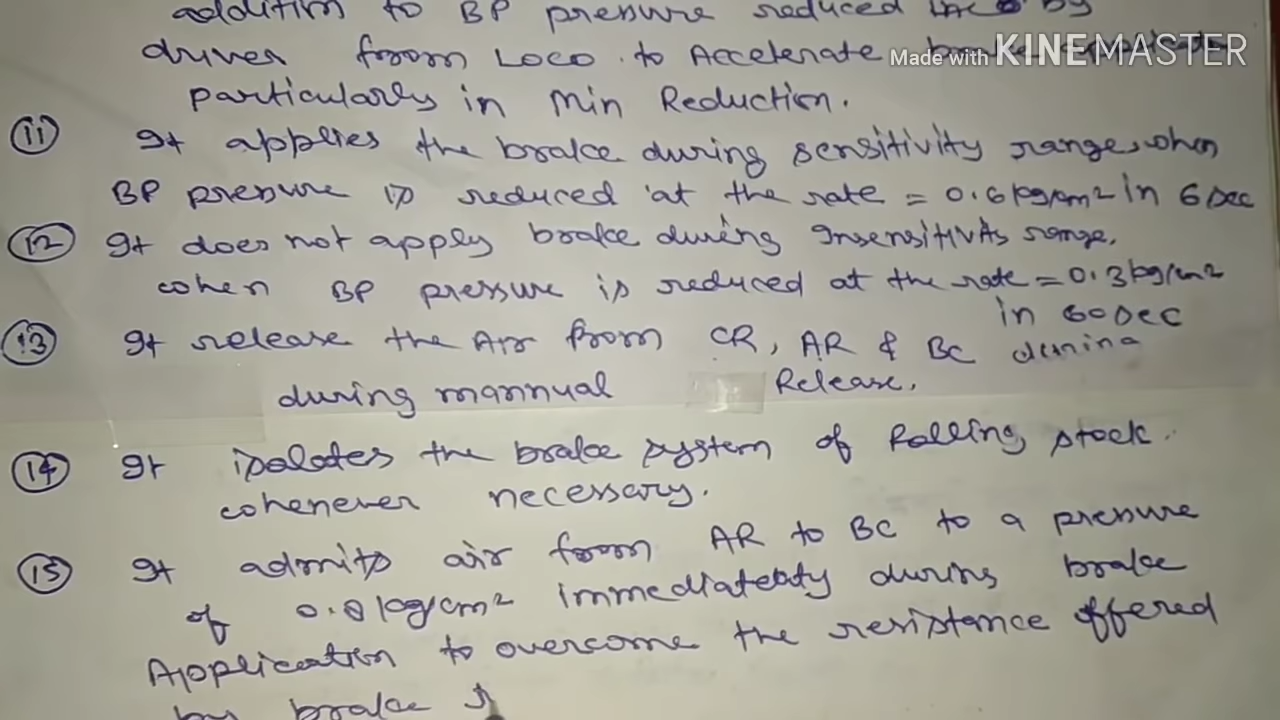 addition to BP pressure reduced by
driver from Loco to Accelerate brake
Made with KINEMASTER
particularly in Min Reduction.
(11) It applies the brake during sensitivity range when
BP pressure is reduced at the rate = 0.6 kg/cm2 in 6 sec
(12) It does not apply brake during Insensitivity range,
when BP pressure is reduced at the rate = 0.3 kg/cm2
in 60 sec
(13) It release the Air from CR, AR & BC during
during mannual Release.
(14) It isolates the brake system of Rolling stock.
whenever necessary.
(15) It admits air from AR to BC to a pressure
of 0.8 kg/cm2 immediately during brake
Application to overcome the resistance offered
by brake